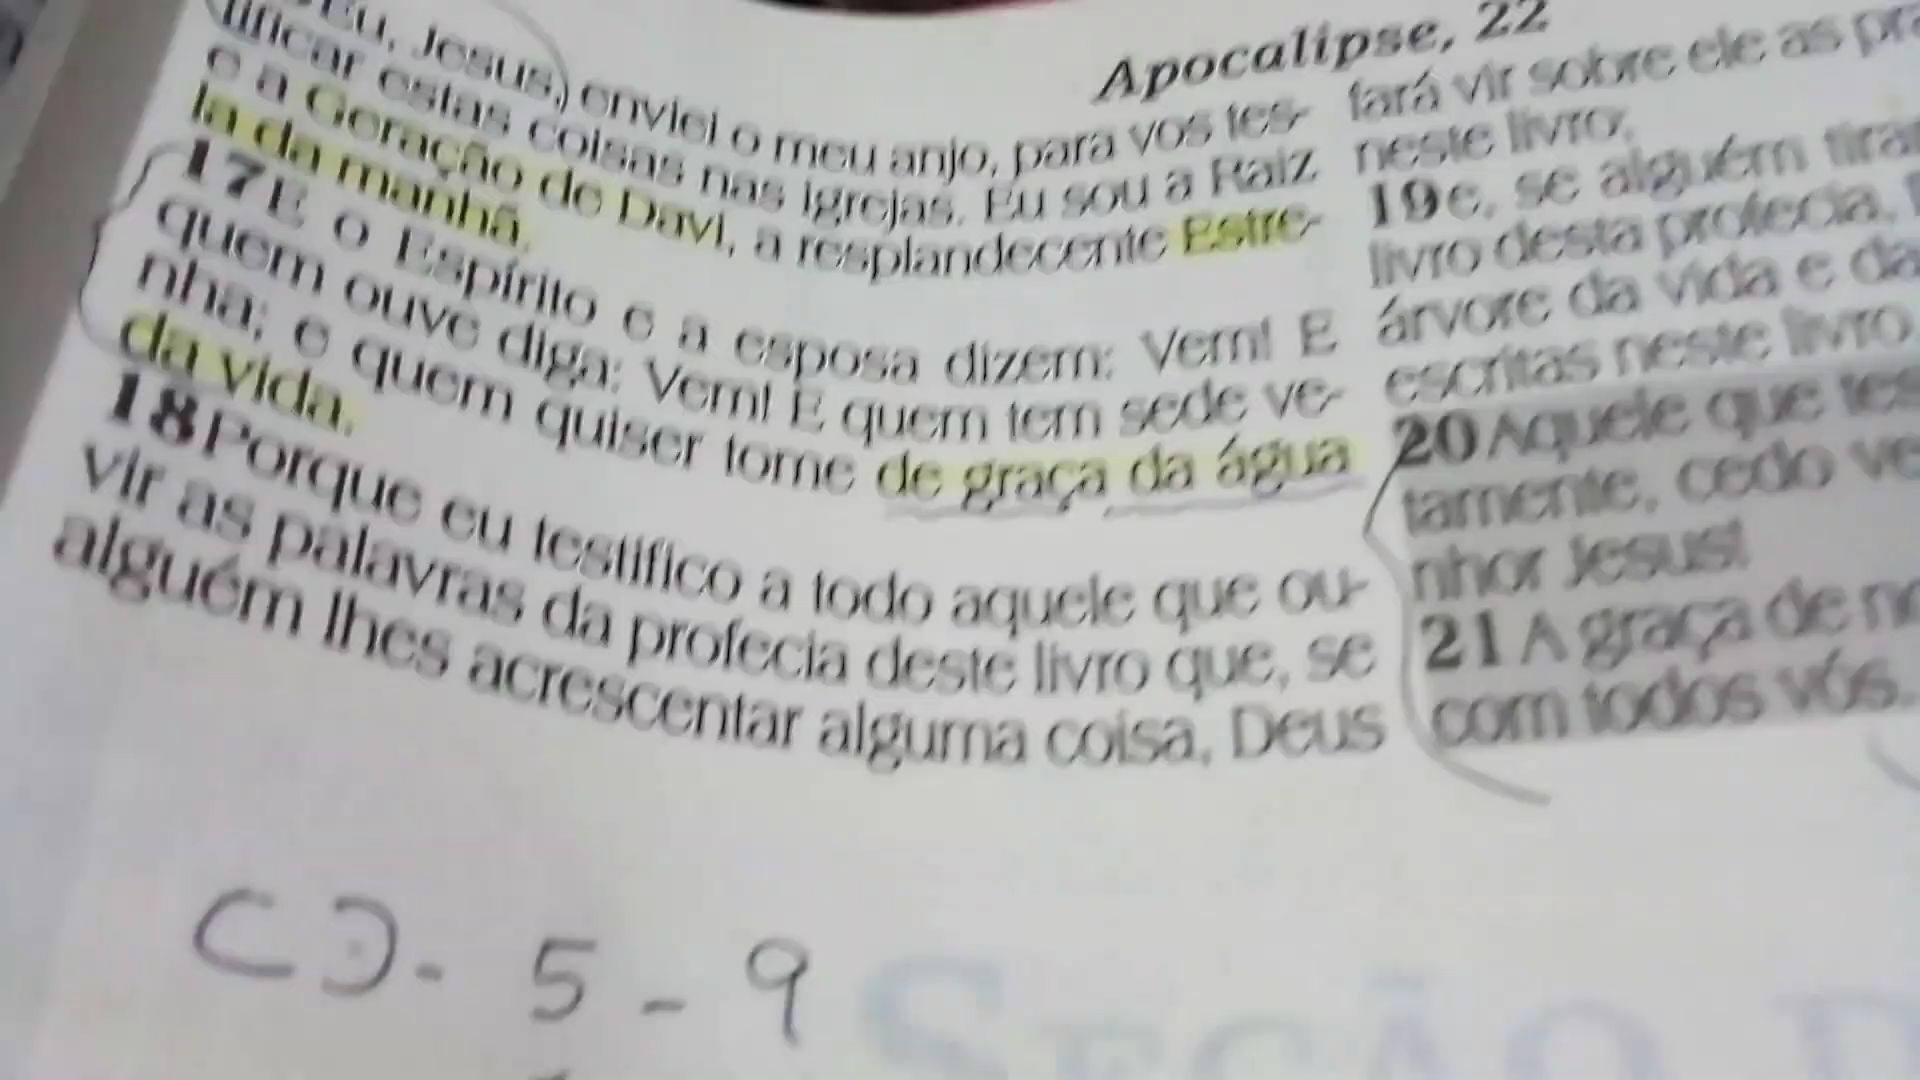 Apocalipse, 22
Eu, Jesus, enviei o meu anjo, para vos tes-
tificar estas coisas nas igrejas. Eu sou a Raiz
e a Geração de Davi, a resplandecente Estre-
la da manhã.
17 E o Espírito e a esposa dizem: Vem! E
quem ouve diga: Vem! E quem tem sede ve-
nha; e quem quiser tome de graça da água
da vida.
18 Porque eu testifico a todo aquele que ou-
vir as palavras da profecia deste livro que, se
alguém lhes acrescentar alguma coisa, Deus
fará vir sobre ele as pra
neste livro;
19 e, se alguém tirar
livro desta profecia,
árvore da vida e da
escritas neste livro
20 Aquele que tes
tamente, cedo ve
nhor Jesus!
21 A graça de no
com todos vós.
5 - 9
SEÇÃO D